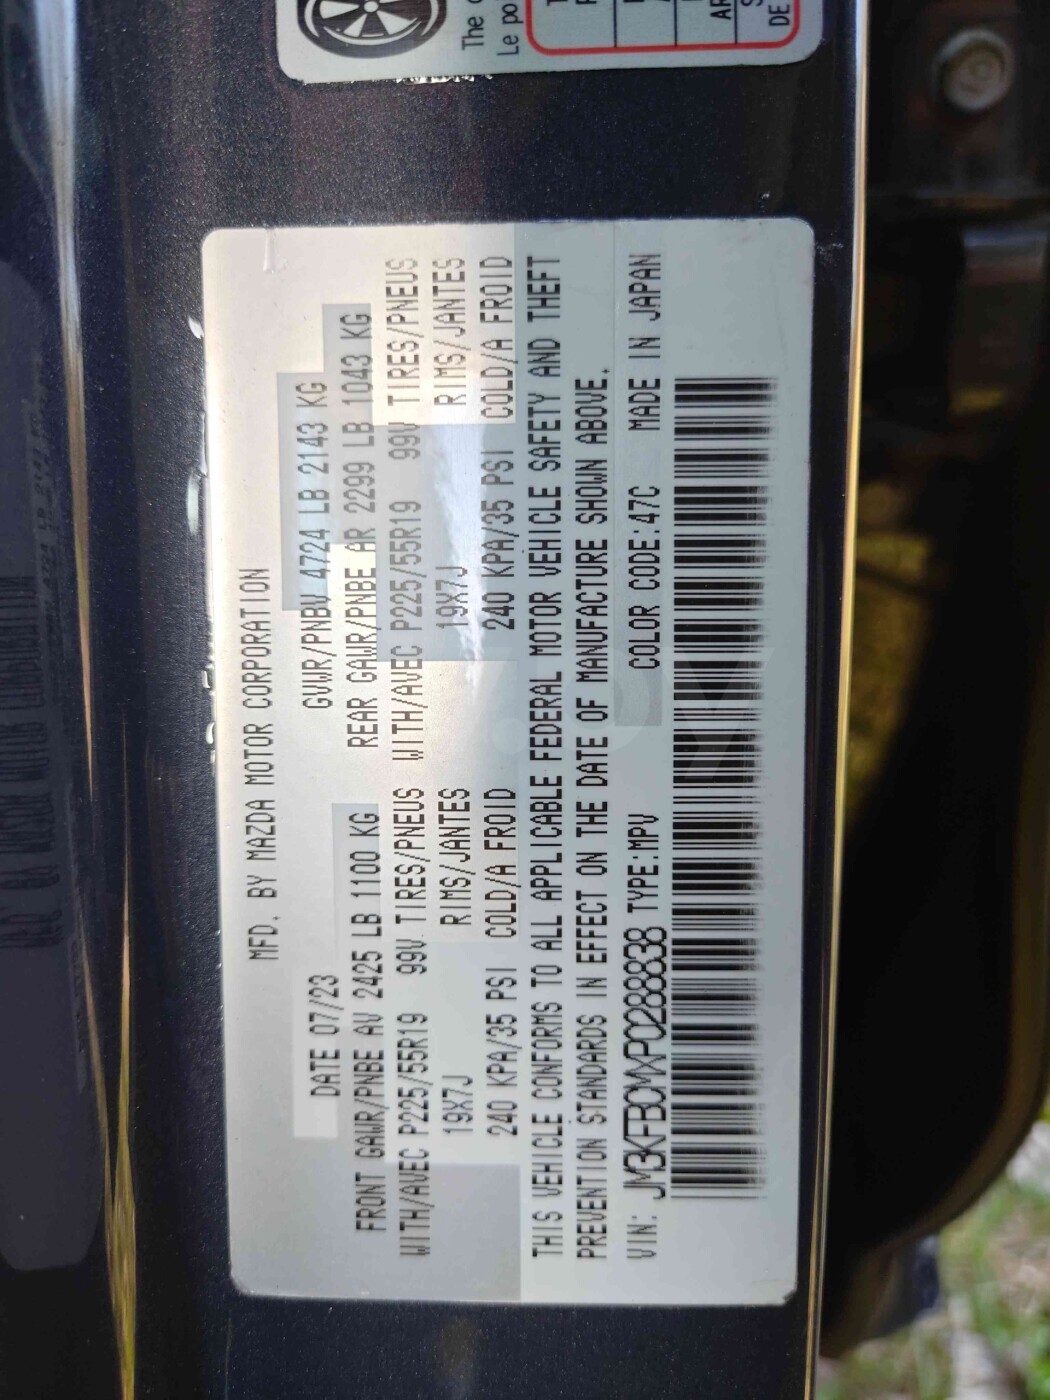 The
Le po
MFD. BY MAZDA MOTOR CORPORATION
DATE 07/23 GVWR/PNBV 4724 LB 2143 KG
FRONT GAWR/PNBE AV 2425 LB 1100 KG REAR GAWR/PNBE AR 2299 LB 1043 KG
WITH/AVEC P225/55R19 99V TIRES/PNEUS WITH/AVEC P225/55R19 99V TIRES/PNEUS
19X7J RIMS/JANTES 19X7J RIMS/JANTES
240 KPA/35 PSI COLD/A FROID 240 KPA/35 PSI COLD/A FROID
THIS VEHICLE CONFORMS TO ALL APPLICABLE FEDERAL MOTOR VEHICLE SAFETY AND THEFT
PREVENTION STANDARDS IN EFFECT ON THE DATE OF MANUFACTURE SHOWN ABOVE.
VIN: JM3KFBCMXP0288838 TYPE:MPV COLOR CODE:47C MADE IN JAPAN